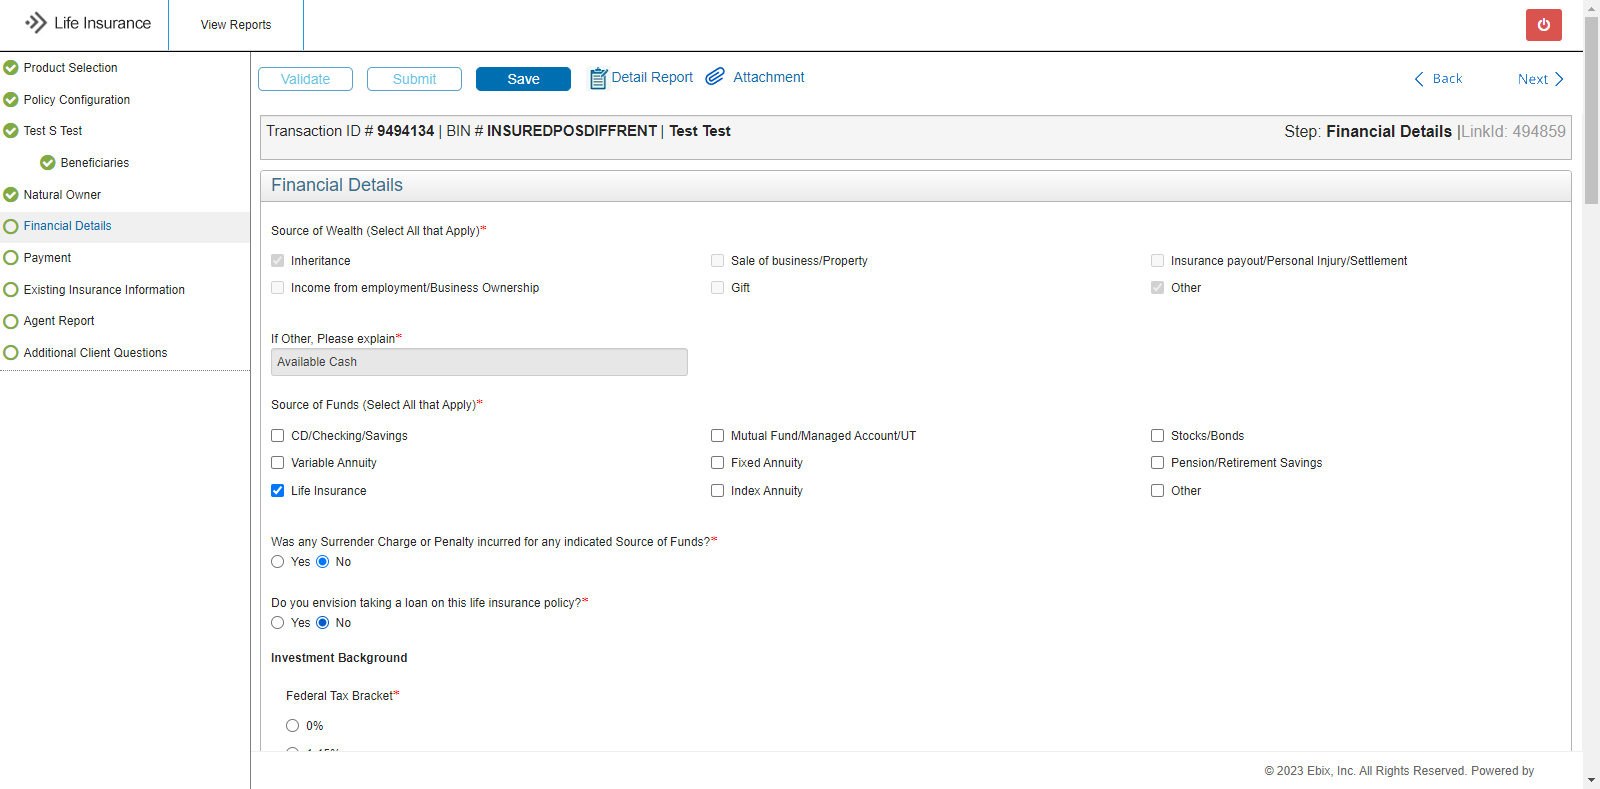 Life Insurance
View Reports
Product Selection
Policy Configuration
Test S Test
Beneficiaries
Natural Owner
Financial Details
Payment
Existing Insurance Information
Agent Report
Additional Client Questions
Validate
Submit
Save
Detail Report
Attachment
Back
Next
Transaction ID # 9494134 | BIN # INSUREDPOSDIFFRENT | Test Test
Step: Financial Details |LinkId: 494859
Financial Details
Source of Wealth (Select All that Apply)*
Inheritance
Sale of business/Property
Insurance payout/Personal Injury/Settlement
Income from employment/Business Ownership
Gift
Other
If Other, Please explain*
Available Cash
Source of Funds (Select All that Apply)*
CD/Checking/Savings
Mutual Fund/Managed Account/UT
Stocks/Bonds
Variable Annuity
Fixed Annuity
Pension/Retirement Savings
Life Insurance
Index Annuity
Other
Was any Surrender Charge or Penalty incurred for any indicated Source of Funds?*
Yes No
Do you envision taking a loan on this life insurance policy?*
Yes No
Investment Background
Federal Tax Bracket*
0%
© 2023 Ebix, Inc. All Rights Reserved. Powered by